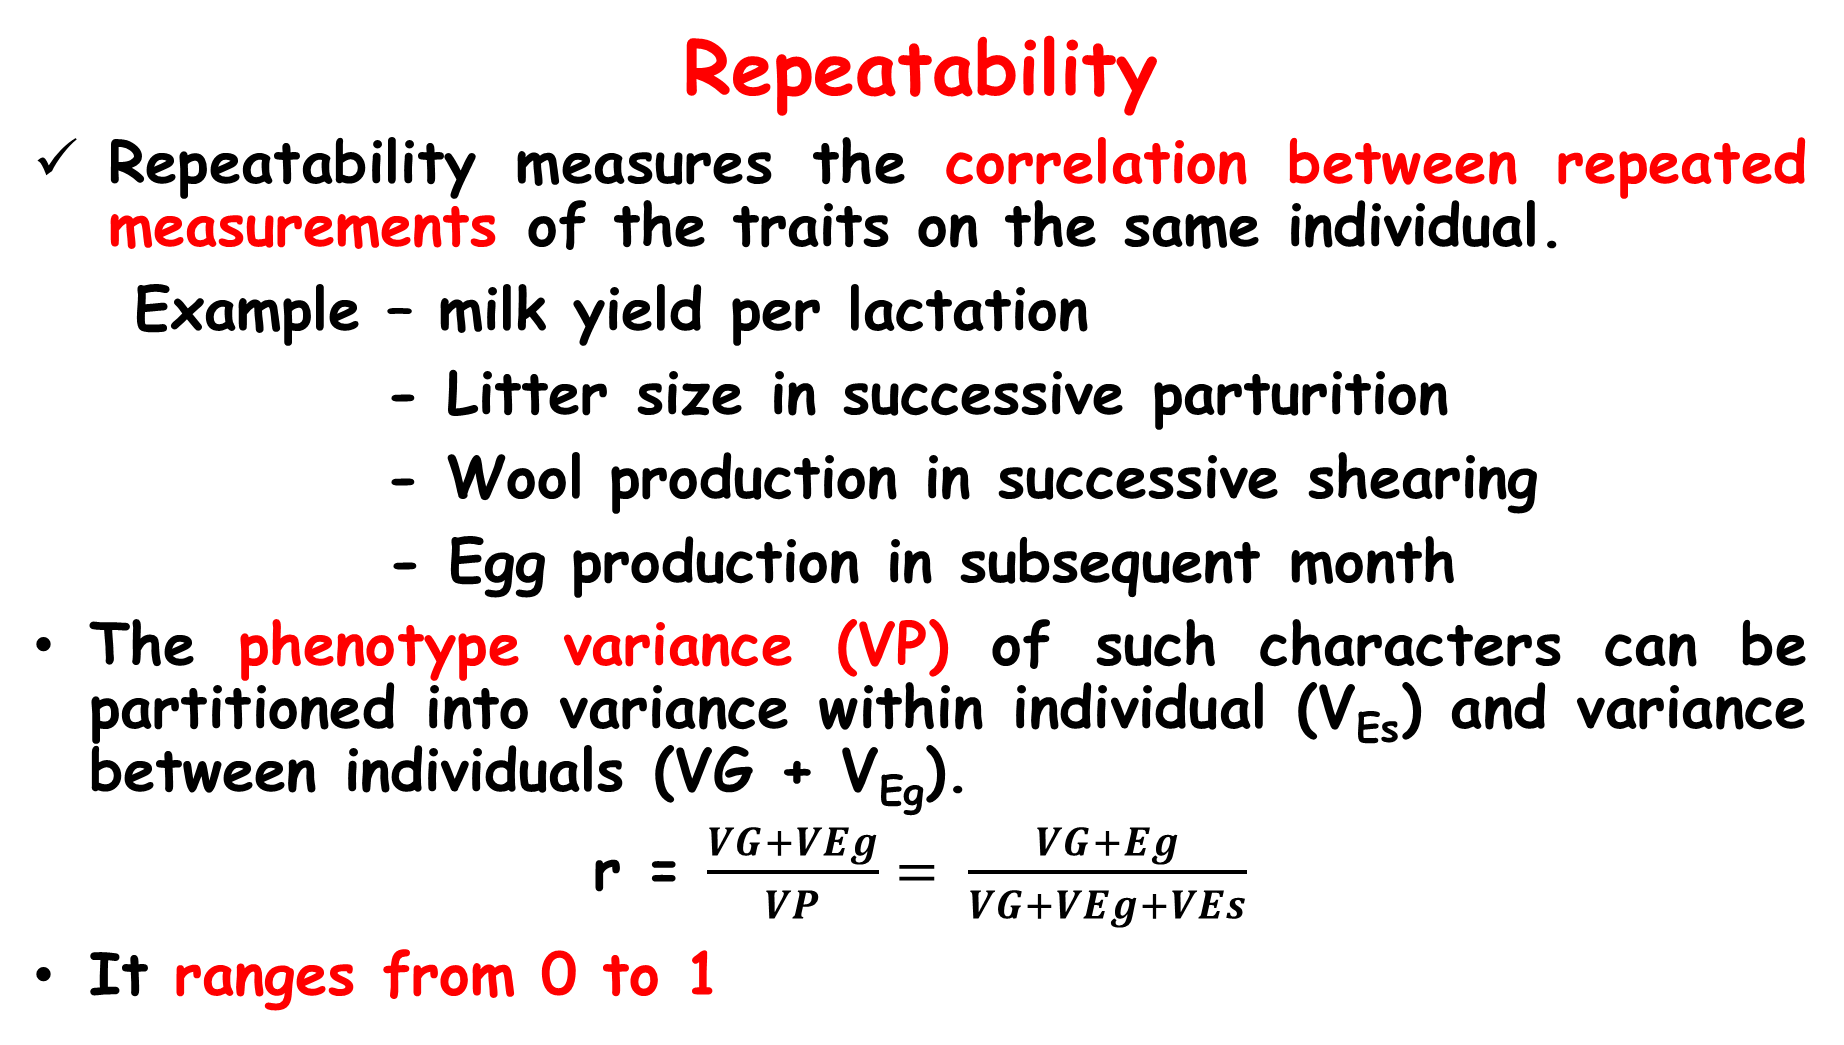 Repeatability
✓ Repeatability measures the correlation between repeated
measurements of the traits on the same individual.
Example – milk yield per lactation
- Litter size in successive parturition
- Wool production in successive shearing
- Egg production in subsequent month
• The phenotype variance (VP) of such characters can be
partitioned into variance within individual (V_Es) and variance
between individuals (VG + V_Eg).
r = (VG+VEg)/(VP) = (VG+Eg)/(VG+VEg+VEs)
• It ranges from 0 to 1